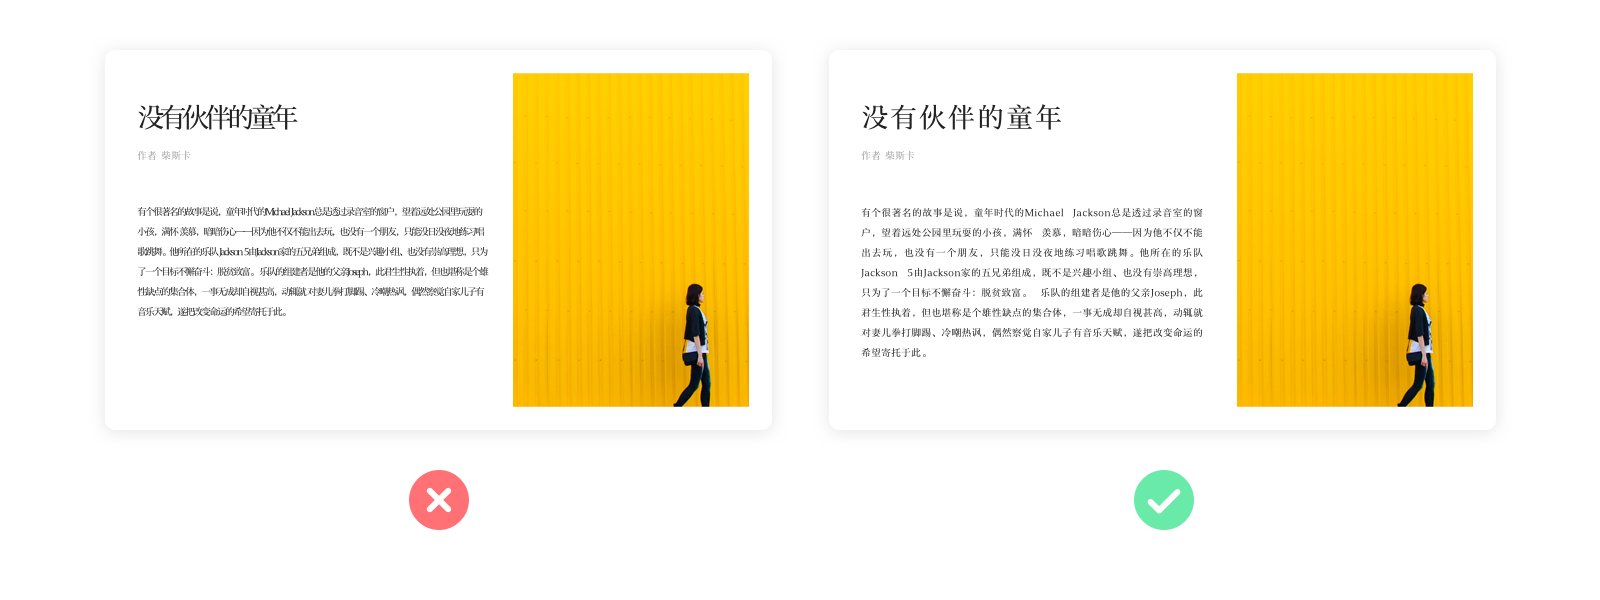 没有伙伴的童年
作者 柴斯卡
有个很著名的故事是说，童年时代的Michael Jackson总是透过录音室的窗户，望着远处公园里玩耍的
小孩，满怀 羡慕，暗暗伤心——因为他不仅不能出去玩，也没有一个朋友，只能没日没夜地练习唱
歌跳舞。他所在的乐队Jackson 5由Jackson家的五兄弟组成，既不是兴趣小组、也没有崇高理想，只为
了一个目标不懈奋斗：脱贫致富。 乐队的组建者是他的父亲Joseph，此君生性执着，但也堪称是个雄
性缺点的集合体，一事无成却自视甚高，动辄就 对妻儿拳打脚踢、冷嘲热讽，偶然察觉自家儿子有
音乐天赋，遂把改变命运的希望寄托于此。
没有伙伴的童年
作者 柴斯卡
有个很著名的故事是说，童年时代的Michael Jackson总是透过录音室的窗
户，望着远处公园里玩耍的小孩，满怀 羡慕，暗暗伤心——因为他不仅不能
出去玩，也没有一个朋友，只能没日没夜地练习唱歌跳舞。他所在的乐队
Jackson 5由Jackson家的五兄弟组成，既不是兴趣小组、也没有崇高理想，
只为了一个目标不懈奋斗：脱贫致富。 乐队的组建者是他的父亲Joseph，此
君生性执着，但也堪称是个雄性缺点的集合体，一事无成却自视甚高，动辄就
对妻儿拳打脚踢、冷嘲热讽，偶然察觉自家儿子有音乐天赋，遂把改变命运的
希望寄托于此。